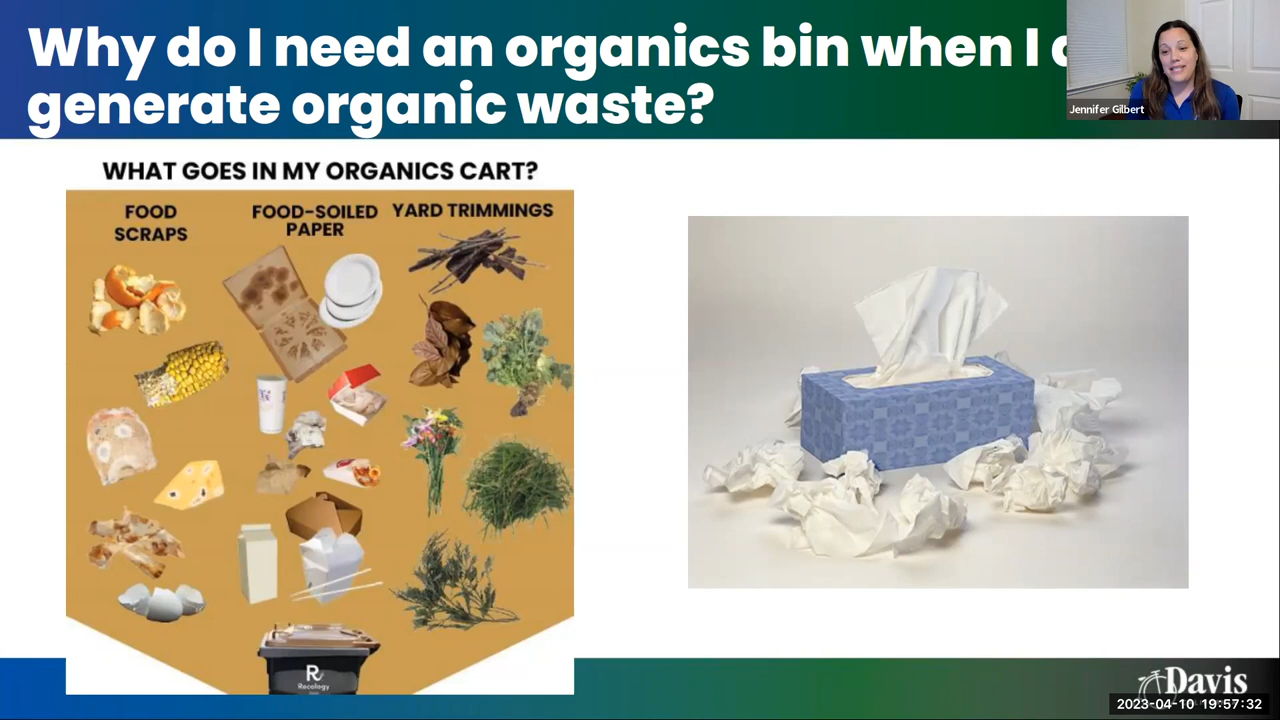 Why do I need an organics bin when I
generate organic waste?
Jennifer Gilbert
WHAT GOES IN MY ORGANICS CART?
FOOD
SCRAPS
FOOD-SOILED
PAPER
YARD TRIMMINGS
R
Recology
Davis
2023-04-10 19:57:32